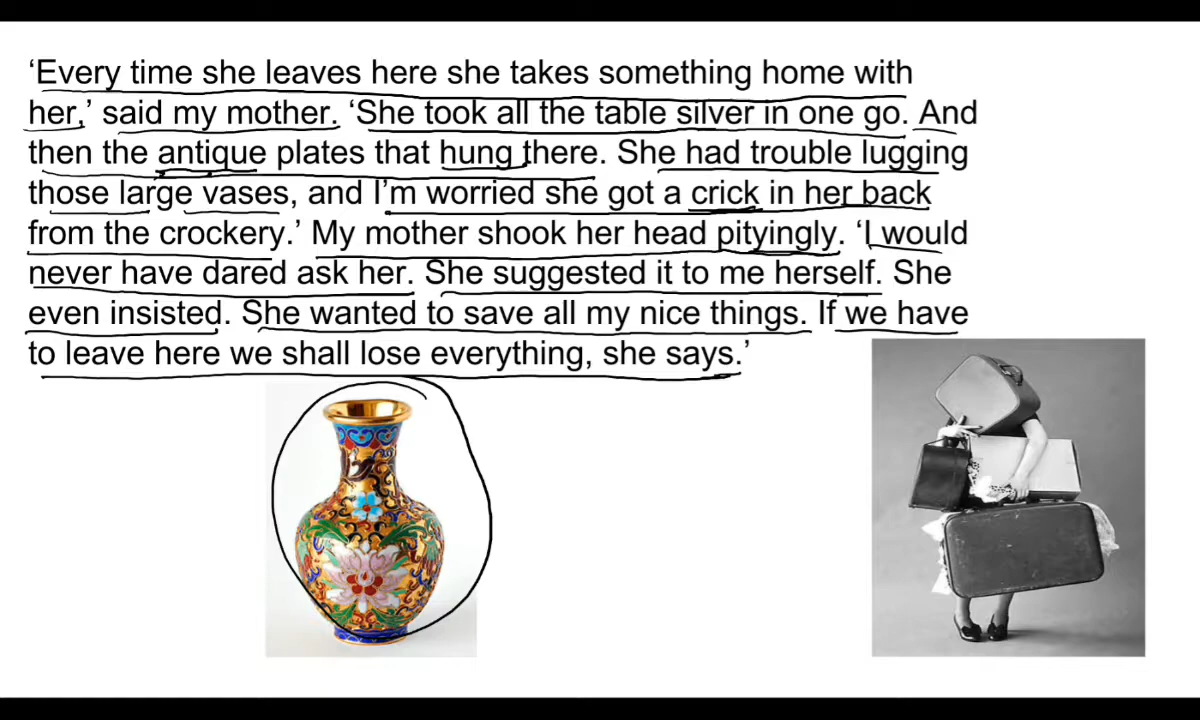 ‘Every time she leaves here she takes something home with
her,’ said my mother. ‘She took all the table silver in one go. And
then the antique plates that hung there. She had trouble lugging
those large vases, and I’m worried she got a crick in her back
from the crockery.’ My mother shook her head pityingly. ‘I would
never have dared ask her. She suggested it to me herself. She
even insisted. She wanted to save all my nice things. If we have
to leave here we shall lose everything, she says.’